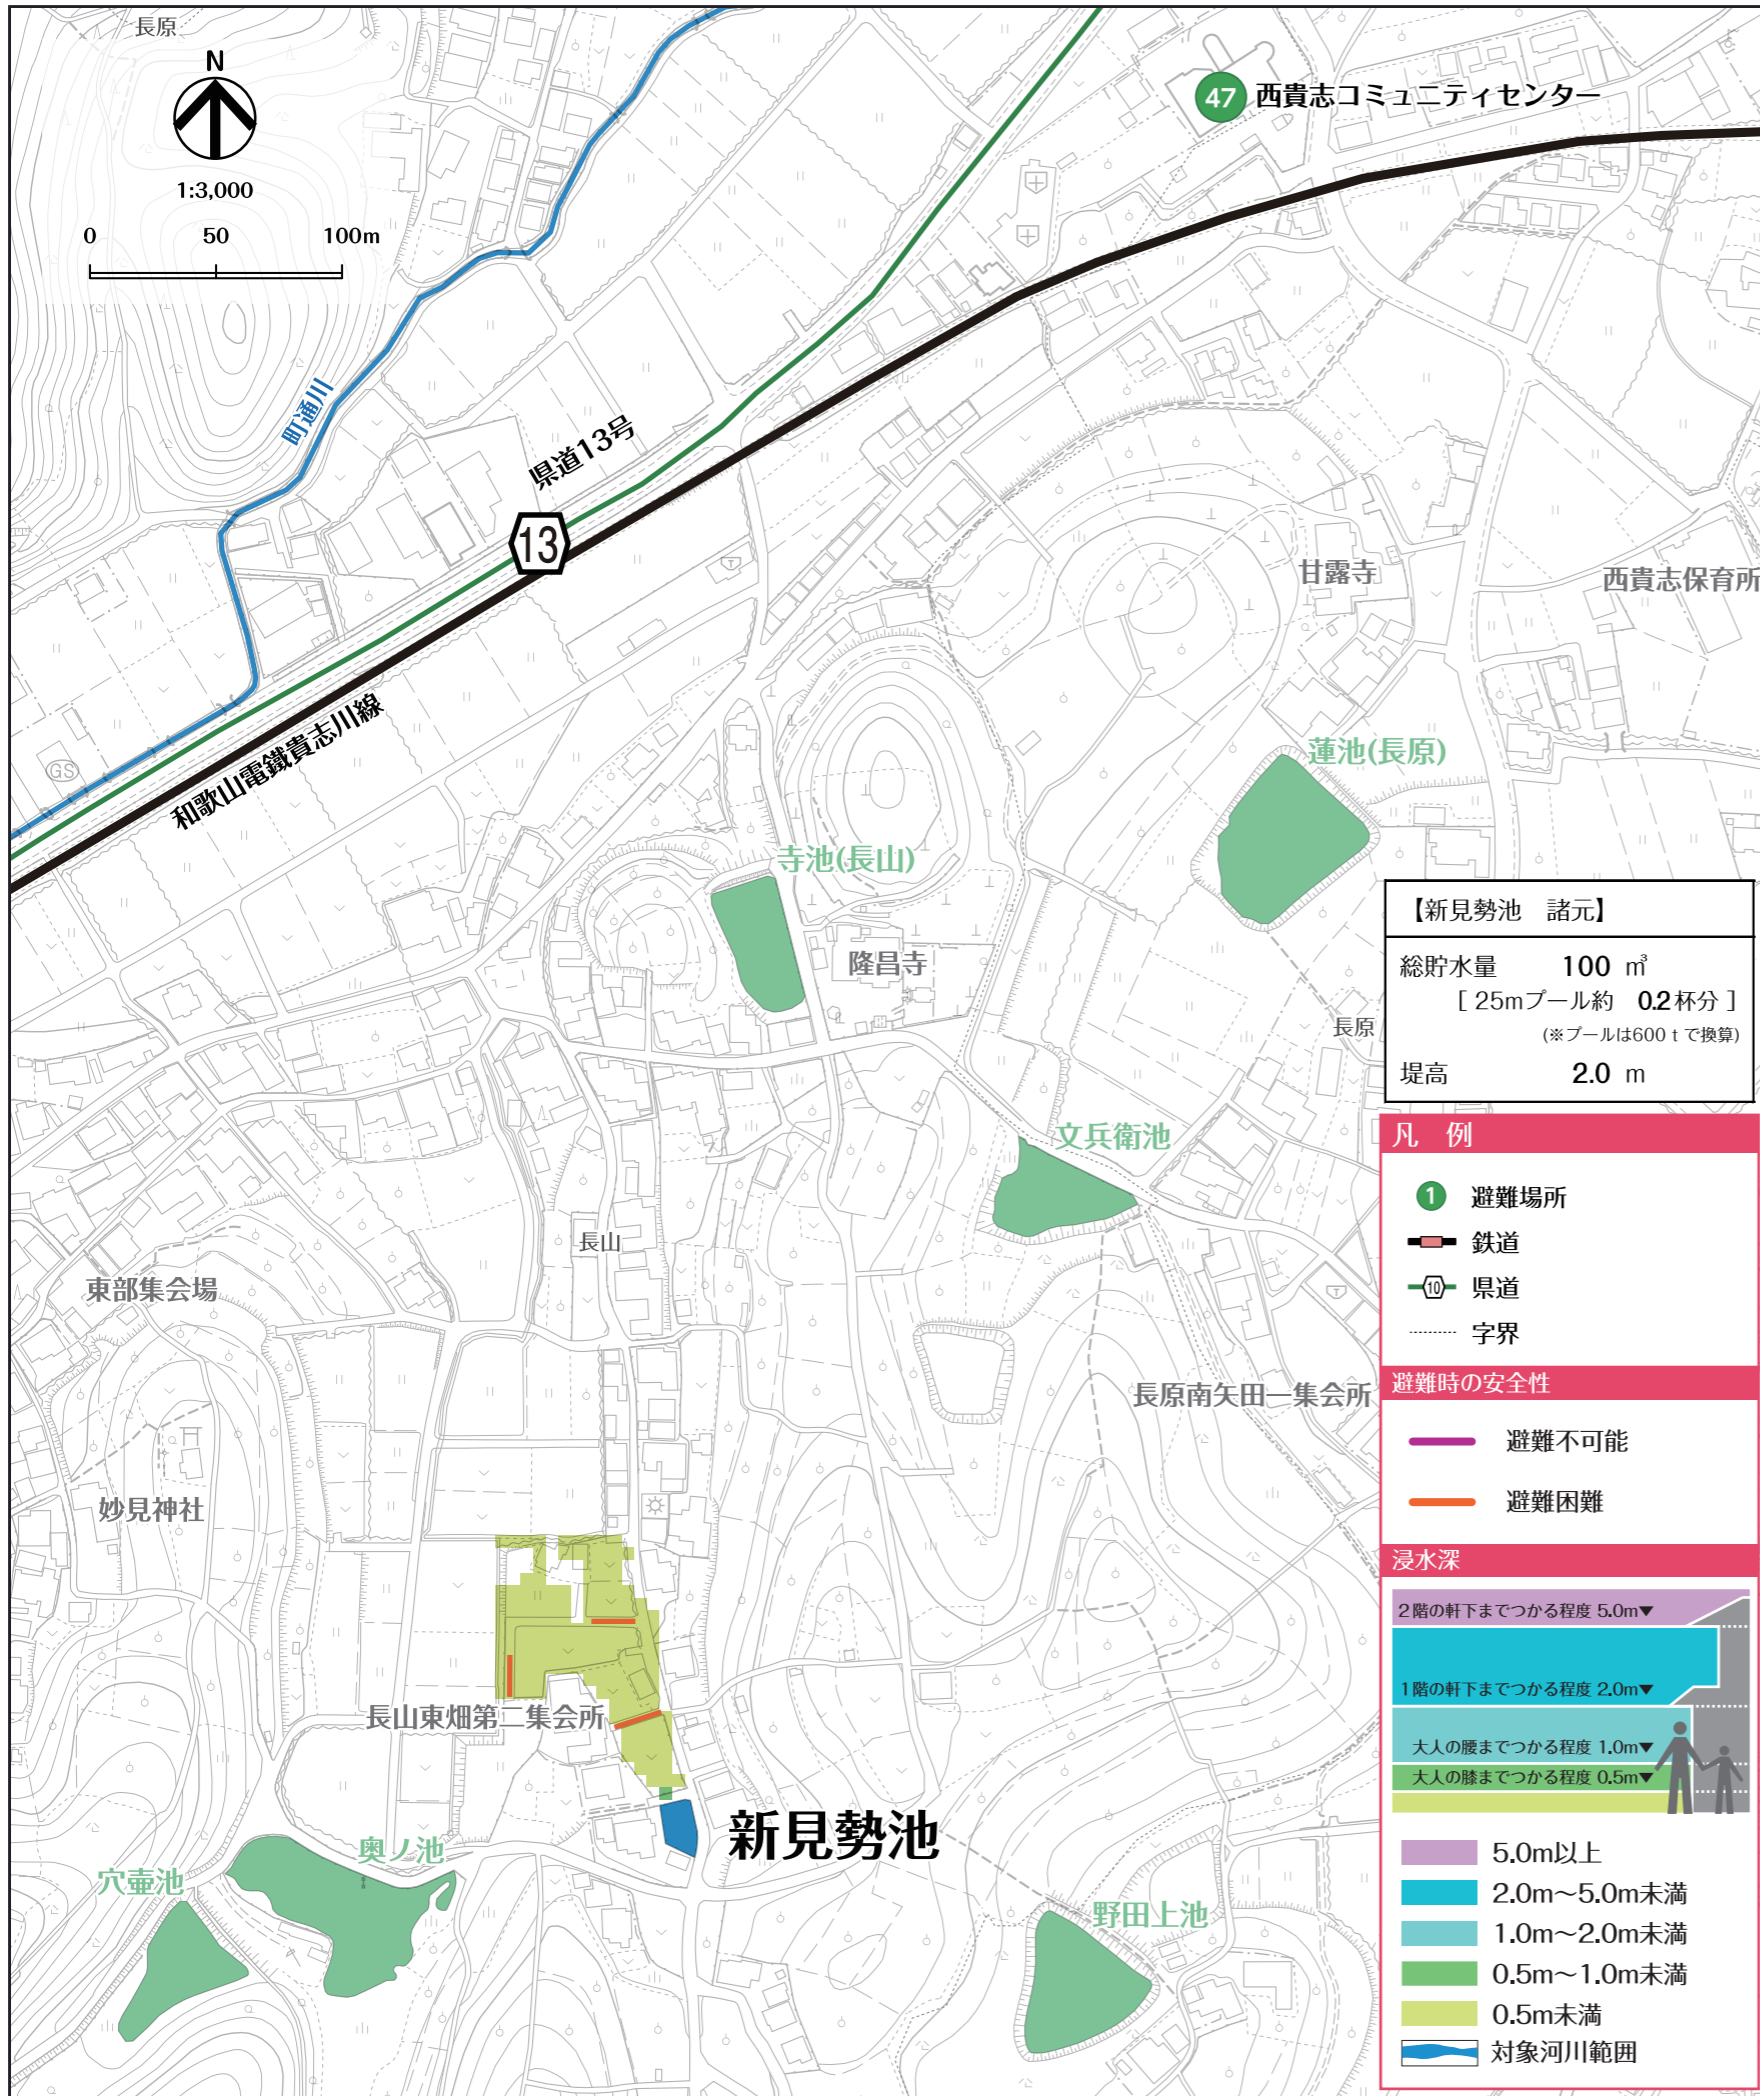 長原
N
1:3,000
0 50 100m
47 西貴志コミュニティセンター
町通川
県道13号
13
甘露寺
西貴志保育所
GS
和歌山電鐵貴志川線
蓮池(長原)
寺池(長山)
隆昌寺
【新見勢池 諸元】
総貯水量 100 ㎥
[ 25mプール約 0.2杯分 ]
(※プールは600 t で換算)
堤高 2.0 m
長原
文兵衛池
長山
東部集会場
長原南矢田一集会所
妙見神社
長山東畑第二集会所
新見勢池
奥ノ池
穴壷池
野田上池
凡 例
1 避難場所
鉄道
10 県道
字界
避難時の安全性
避難不可能
避難困難
浸水深
2階の軒下までつかる程度 5.0m▼
1階の軒下までつかる程度 2.0m▼
大人の腰までつかる程度 1.0m▼
大人の膝までつかる程度 0.5m▼
5.0m以上
2.0m～5.0m未満
1.0m～2.0m未満
0.5m～1.0m未満
0.5m未満
対象河川範囲